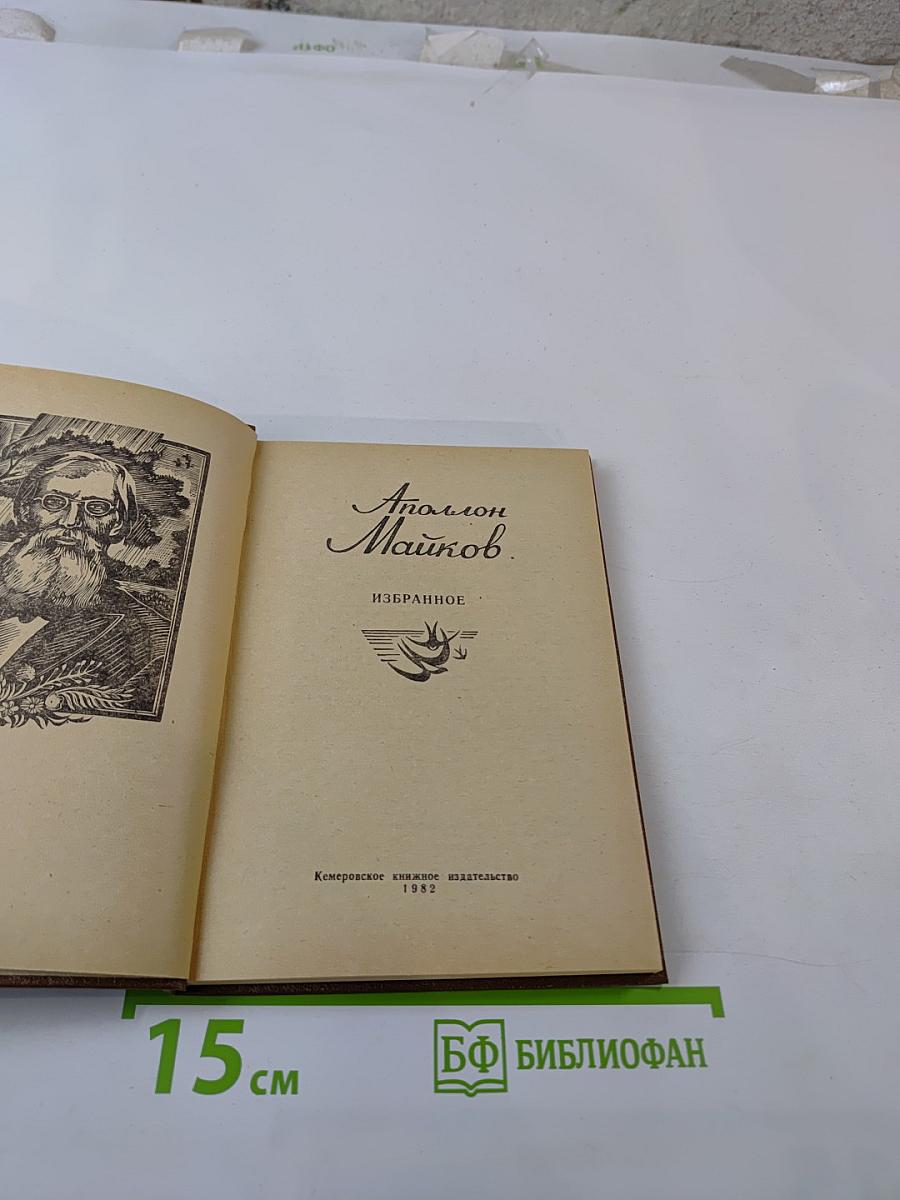 Аполлон
Майков
ИЗБРАННОЕ
Кемеровское книжное издательство
1982
15 см
БФ БИБЛИОФАН